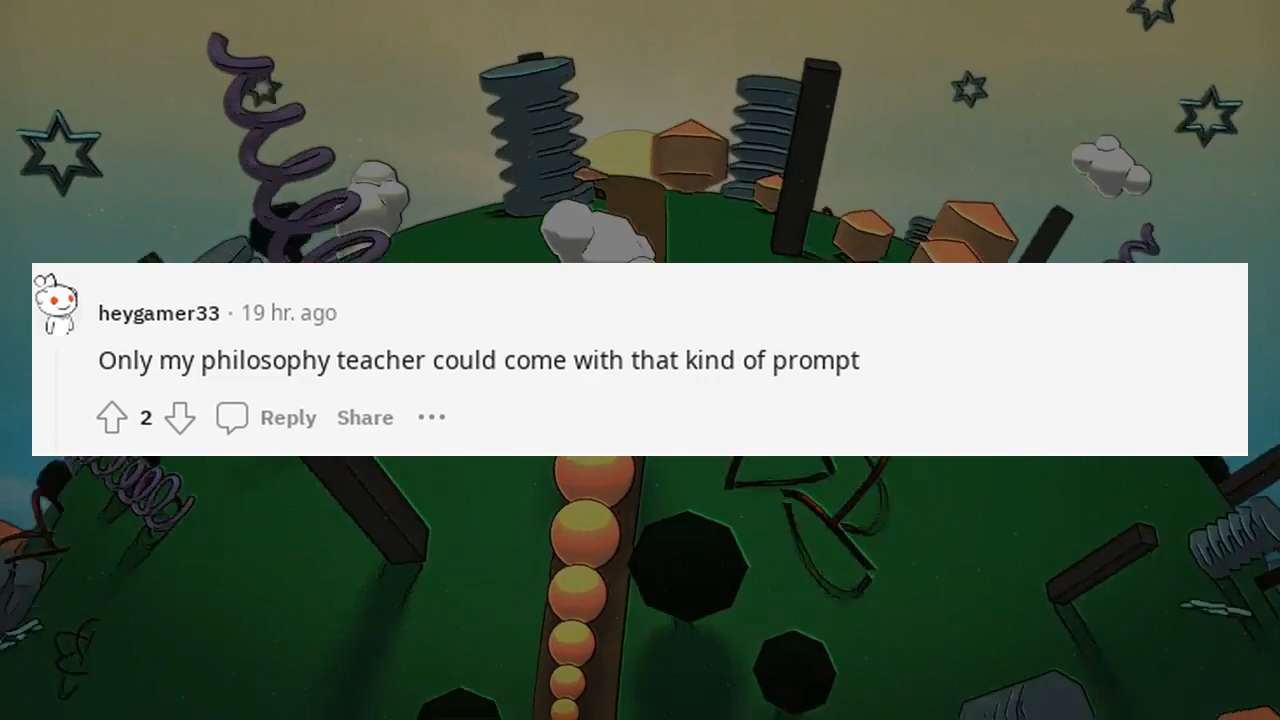 heygamer33 · 19 hr. ago
Only my philosophy teacher could come with that kind of prompt
2 Reply Share